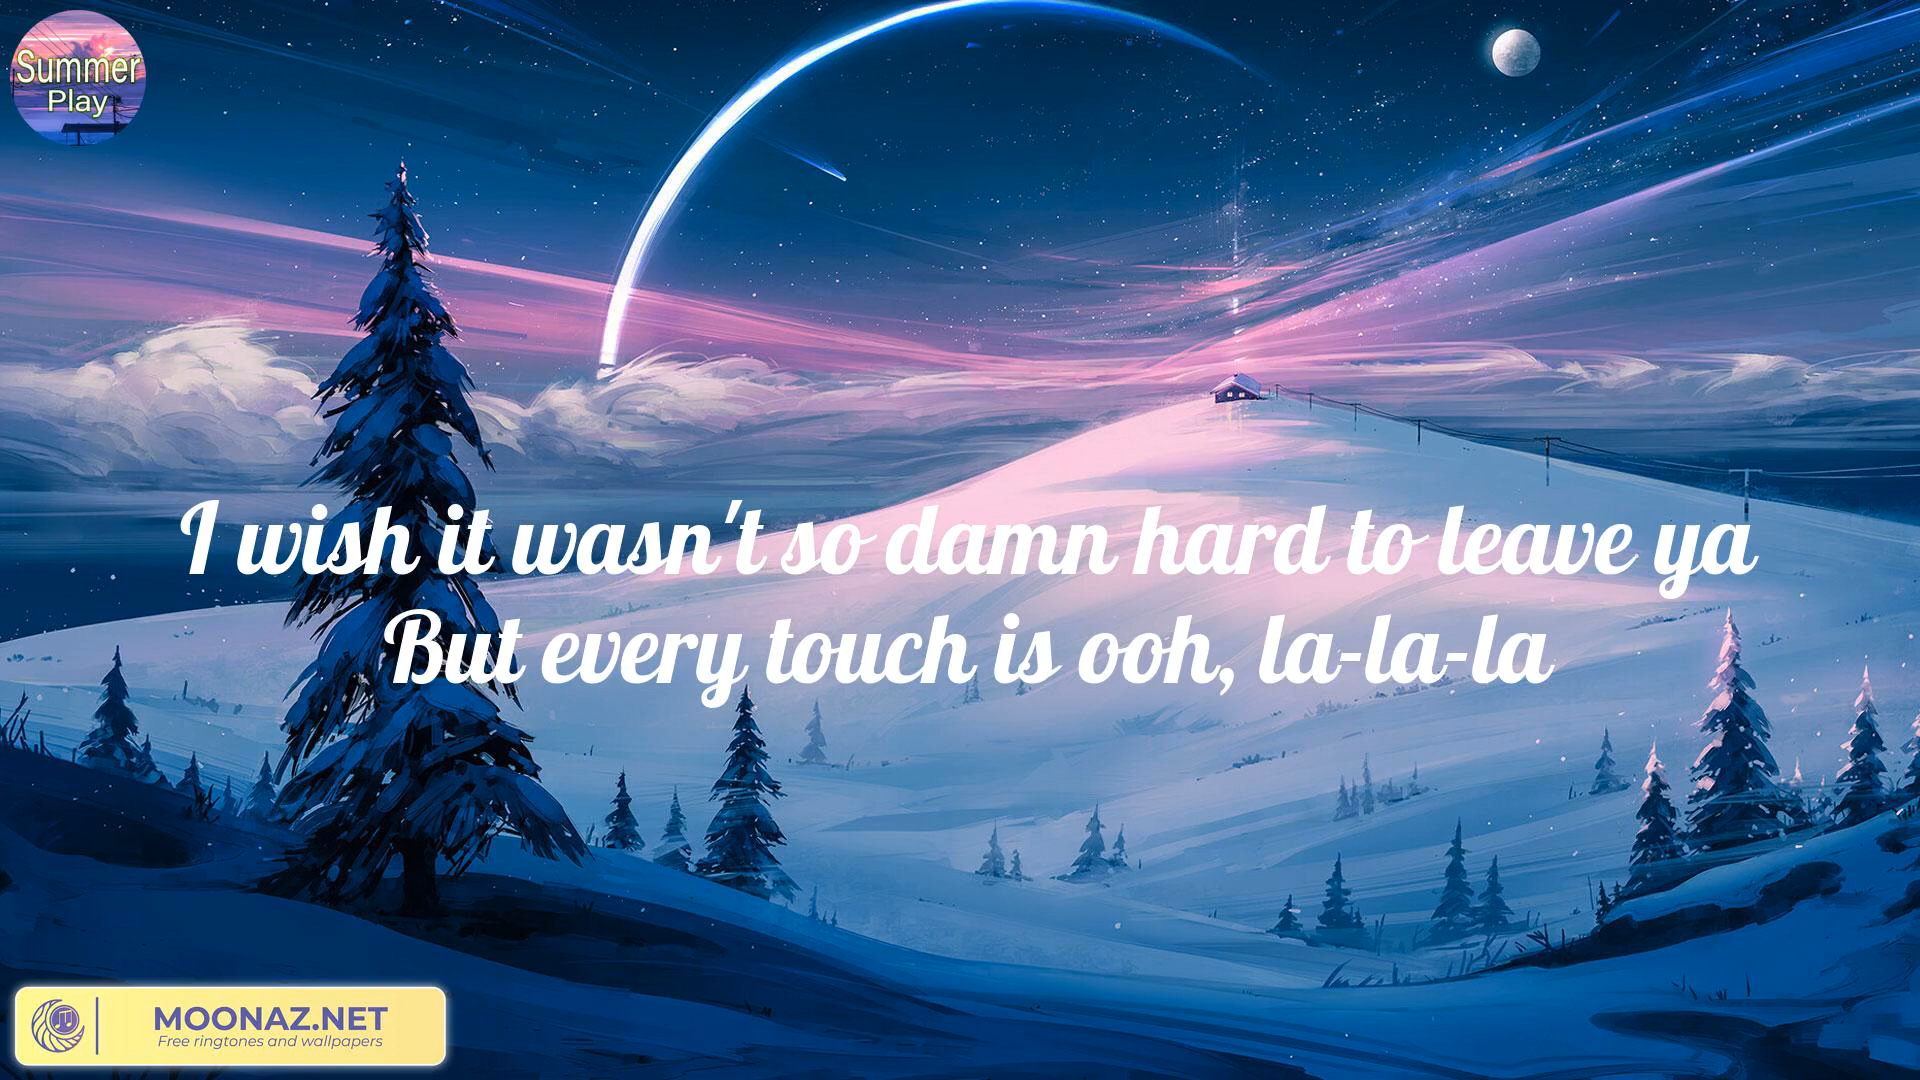 Summer
Play
I wish it wasn't so damn hard to leave ya
But every touch is ooh, la-la-la
MOONAZ.NET
Free ringtones and wallpapers